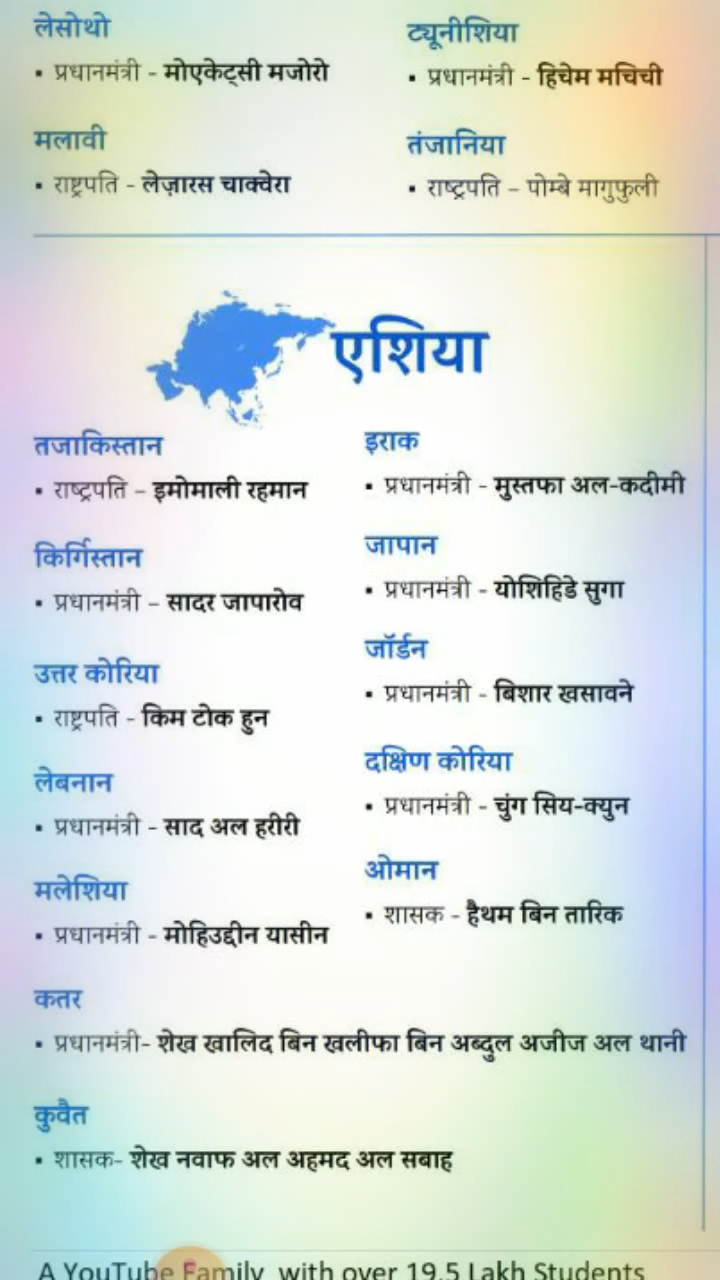 लेसोथो
▪ प्रधानमंत्री - मोएकेट्सी मजोरो
मलावी
▪ राष्ट्रपति - लेज़ारस चाक्वेरा
ट्यूनीशिया
▪ प्रधानमंत्री - हिचेम मचिची
तंजानिया
▪ राष्ट्रपति – पोम्बे मागुफुली
एशिया
तजाकिस्तान
▪ राष्ट्रपति – इमोमाली रहमान
किर्गिस्तान
▪ प्रधानमंत्री – सादर जापारोव
उत्तर कोरिया
▪ राष्ट्रपति - किम टोक हुन
लेबनान
▪ प्रधानमंत्री - साद अल हरीरी
मलेशिया
▪ प्रधानमंत्री - मोहिउद्दीन यासीन
इराक
▪ प्रधानमंत्री - मुस्तफा अल-कदीमी
जापान
▪ प्रधानमंत्री - योशिहिडे सुगा
जॉर्डन
▪ प्रधानमंत्री - बिशार खसावने
दक्षिण कोरिया
▪ प्रधानमंत्री - चुंग सिय-क्युन
ओमान
▪ शासक - हैथम बिन तारिक
कतर
▪ प्रधानमंत्री- शेख खालिद बिन खलीफा बिन अब्दुल अजीज अल थानी
कुवैत
▪ शासक- शेख नवाफ अल अहमद अल सबाह
A YouTube Family with over 19.5 Lakh Students